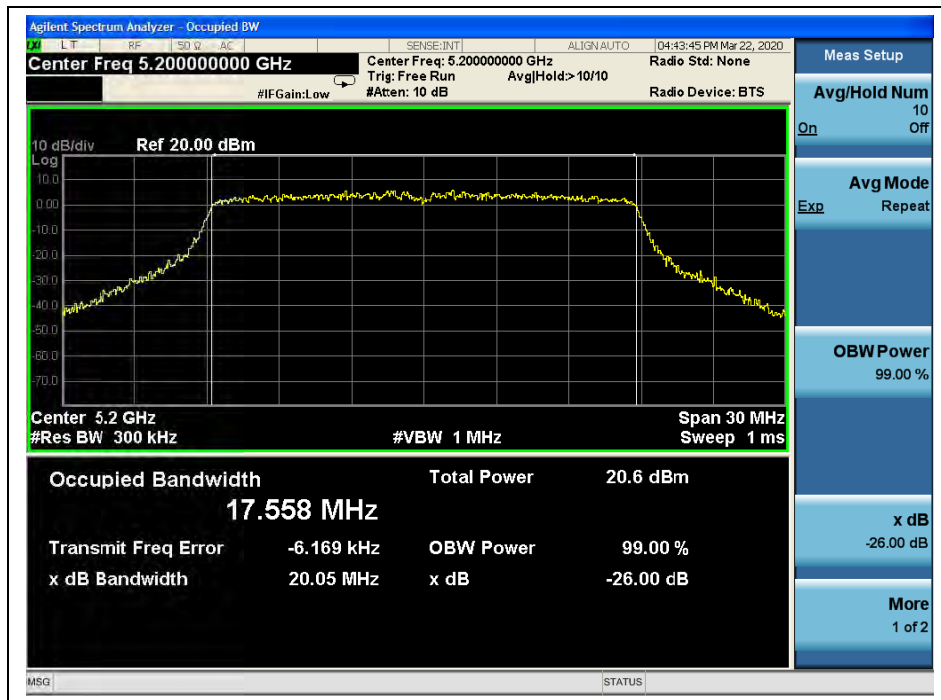 Agilent Spectrum Analyzer - Occupied BW
LXI LT RF 50 Ω AC SENSE:INT ALIGN AUTO 04:43:45 PM Mar 22, 2020
Center Freq 5.200000000 GHz Center Freq: 5.200000000 GHz Radio Std: None
Trig: Free Run Avg|Hold:>10/10
#IFGain:Low #Atten: 10 dB Radio Device: BTS
10 dB/div Ref 20.00 dBm
Log
10.0
0.00
-10.0
-20.0
-30.0
-40.0
-50.0
-60.0
-70.0
Center 5.2 GHz Span 30 MHz
#Res BW 300 kHz #VBW 1 MHz Sweep 1 ms
Occupied Bandwidth Total Power 20.6 dBm
17.558 MHz
Transmit Freq Error -6.169 kHz OBW Power 99.00 %
x dB Bandwidth 20.05 MHz x dB -26.00 dB
MSG STATUS
Meas Setup
Avg/Hold Num
10
On Off
Avg Mode
Exp Repeat
OBW Power
99.00 %
x dB
-26.00 dB
More
1 of 2